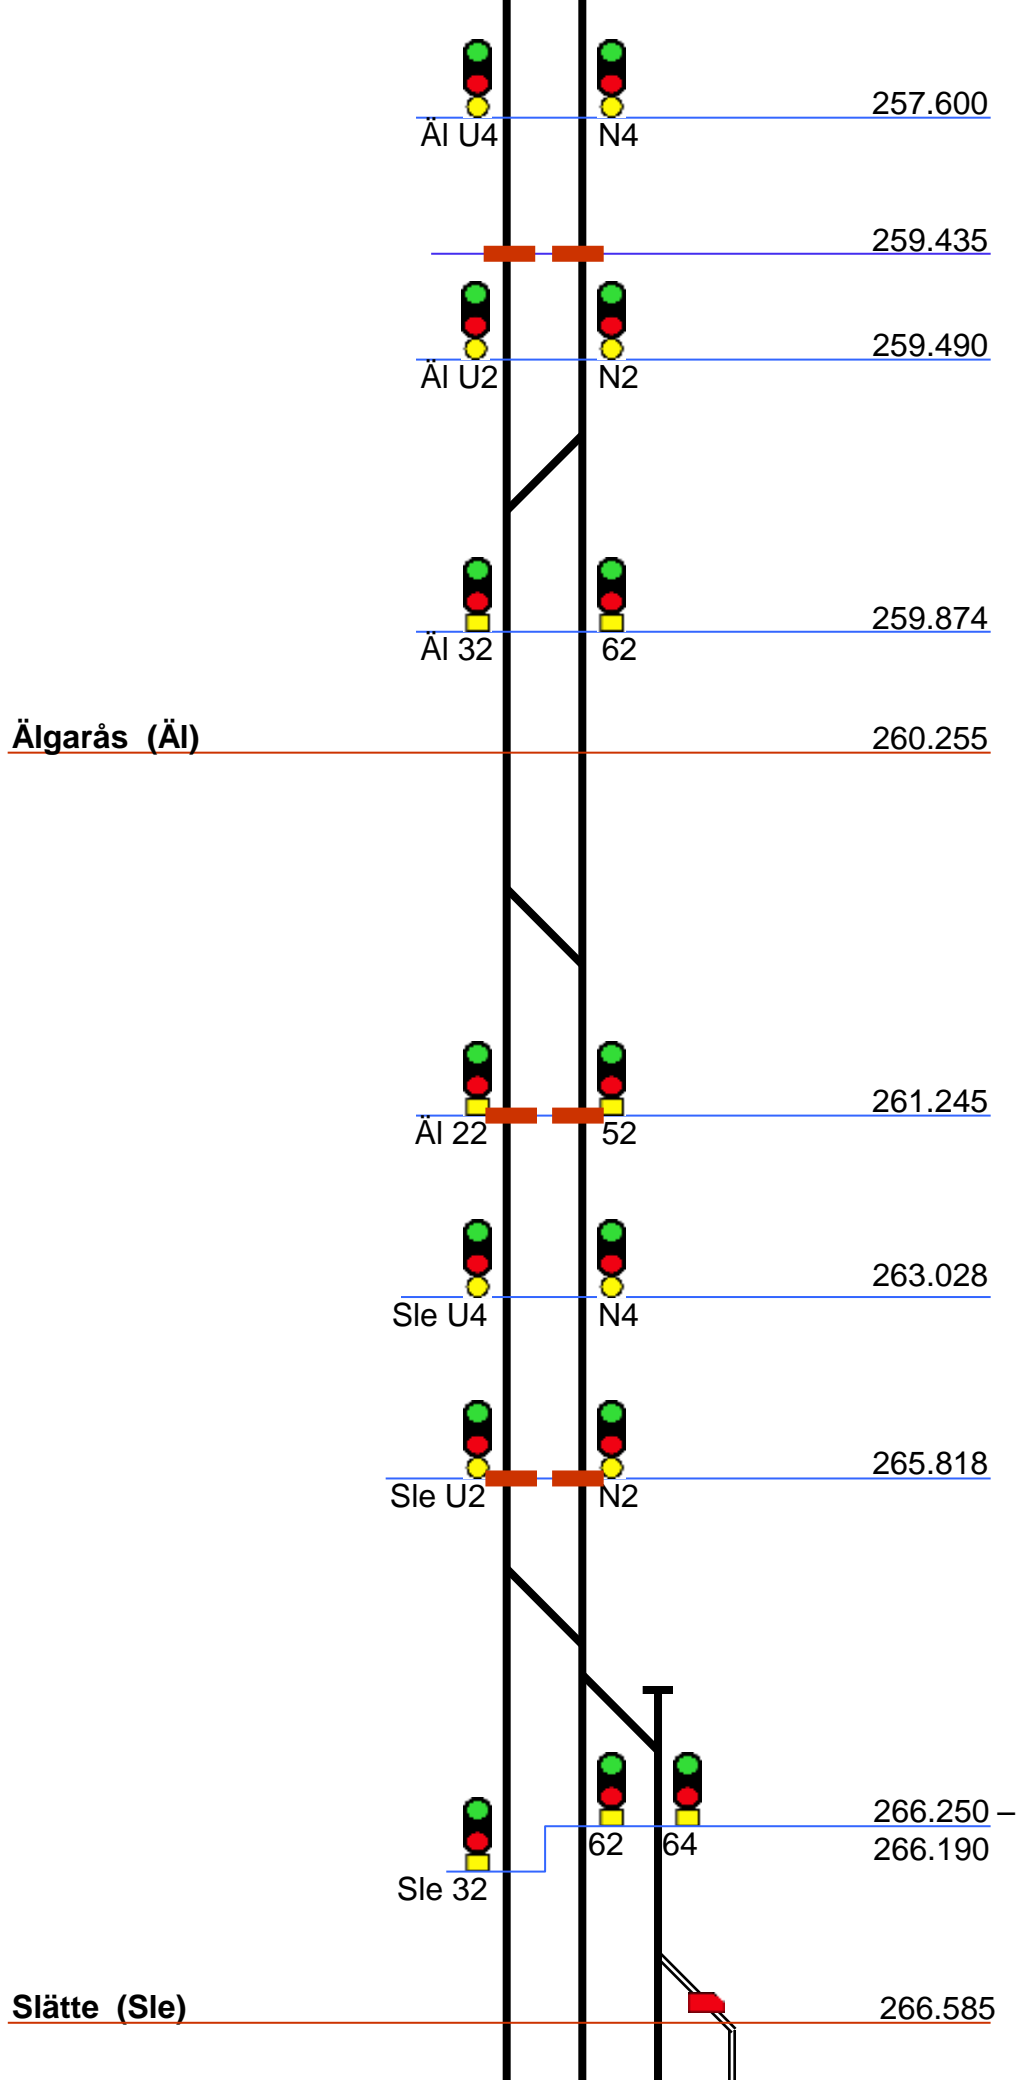 257.600
Äl U4 N4
259.435
259.490
Äl U2 N2
259.874
Äl 32 62
Älgarås (Äl) 260.255
261.245
Äl 22 52
263.028
Sle U4 N4
265.818
Sle U2 N2
266.250 –
62 64 266.190
Sle 32
Slätte (Sle) 266.585